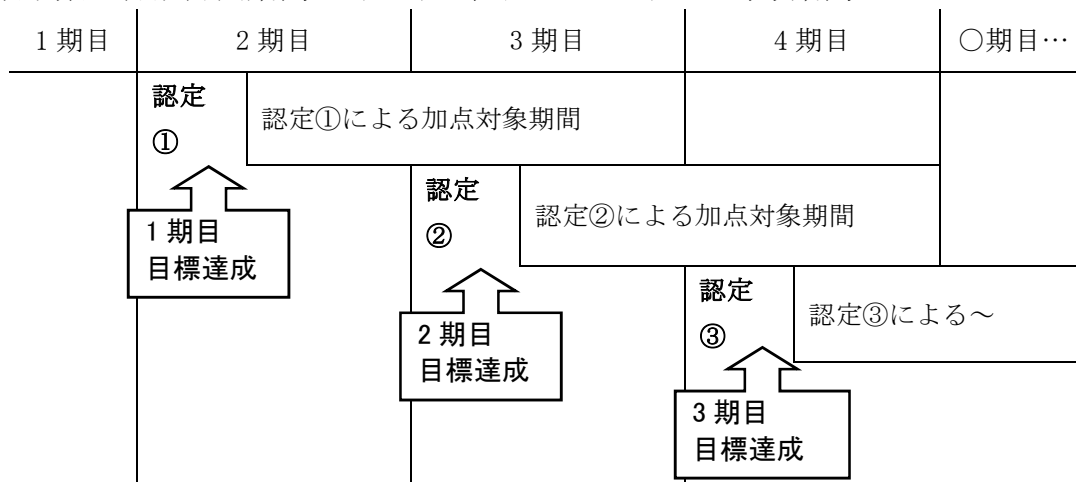 1期目
2期目
3期目
4期目
〇期目…
認定
①
認定①による加点対象期間
1期目
目標達成
認定
②
認定②による加点対象期間
2期目
目標達成
認定
③
認定③による～
3期目
目標達成